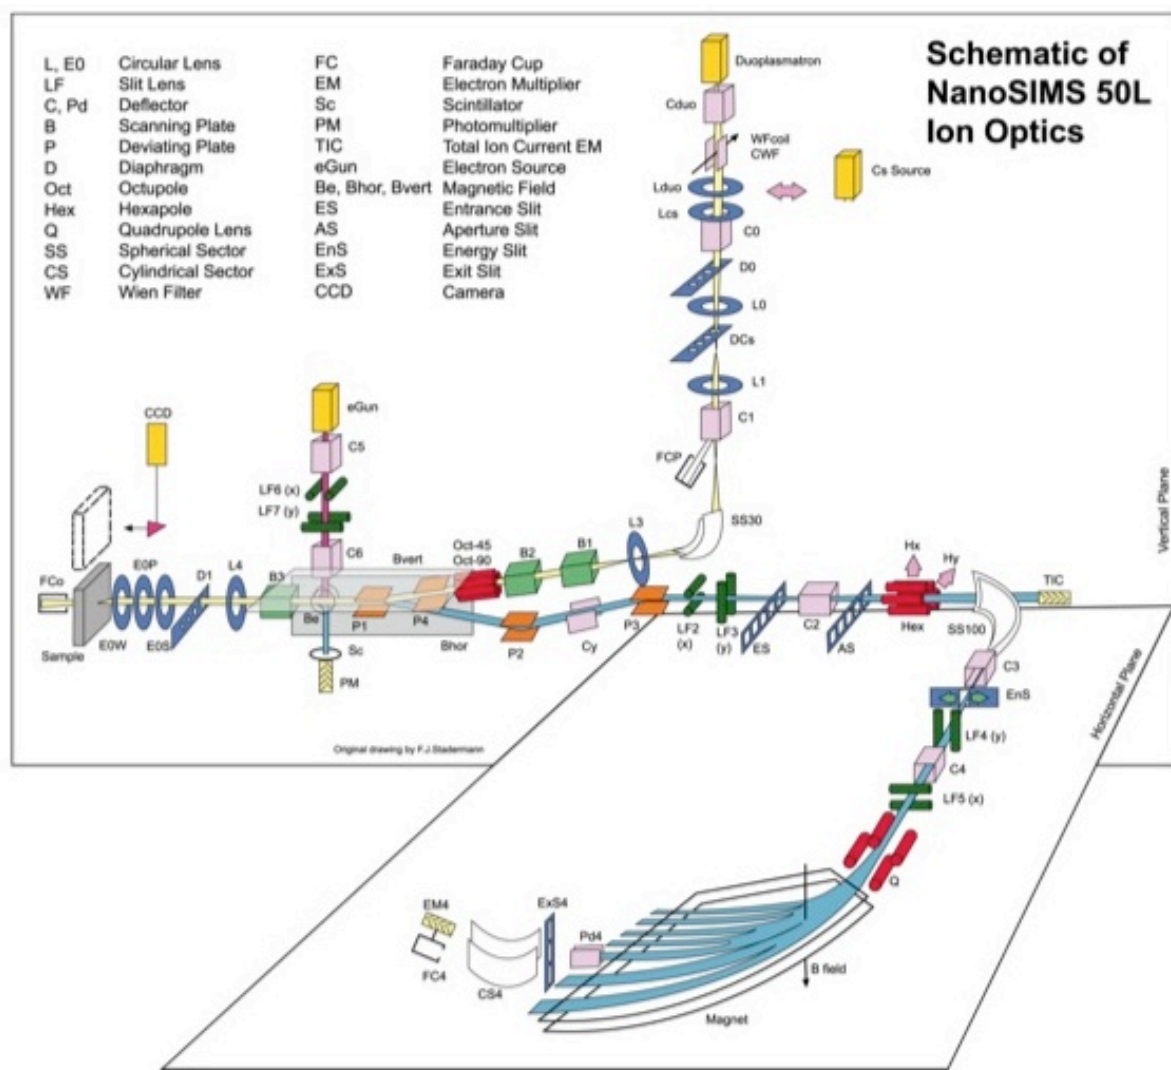 Schematic of
NanoSIMS 50L
Ion Optics
L, E0 Circular Lens
LF Slit Lens
C, Pd Deflector
B Scanning Plate
P Deviating Plate
D Diaphragm
Oct Octupole
Hex Hexapole
Q Quadrupole Lens
SS Spherical Sector
CS Cylindrical Sector
WF Wien Filter
FC Faraday Cup
EM Electron Multiplier
Sc Scintillator
PM Photomultiplier
TIC Total Ion Current EM
eGun Electron Source
Be, Bhor, Bvert Magnetic Field
ES Entrance Slit
AS Aperture Slit
EnS Energy Slit
ExS Exit Slit
CCD Camera
Duoplasmatron
Cduo
WFcoil
CWF
Cs Source
Lduo
Lcs
C0
D0
L0
DCs
L1
C1
FCP
SS30
CCD
eGun
C5
LF6 (x)
LF7 (y)
C6
Bvert
Oct-45
Oct-90
B2
B1
L3
FCo
E0P
D1
L4
B3
Be
P1
P4
P2
Cy
P3
LF2
(x)
LF3
(y)
ES
C2
AS
Hx
Hy
Hex
SS100
TIC
Sample
E0W
E0S
Sc
PM
Bhor
C3
EnS
LF4 (y)
C4
LF5 (x)
Q
Vertical Plane
Horizontal Plane
Original drawing by F.J.Stadermann
EM4
FC4
CS4
ExS4
Pd4
B field
Magnet